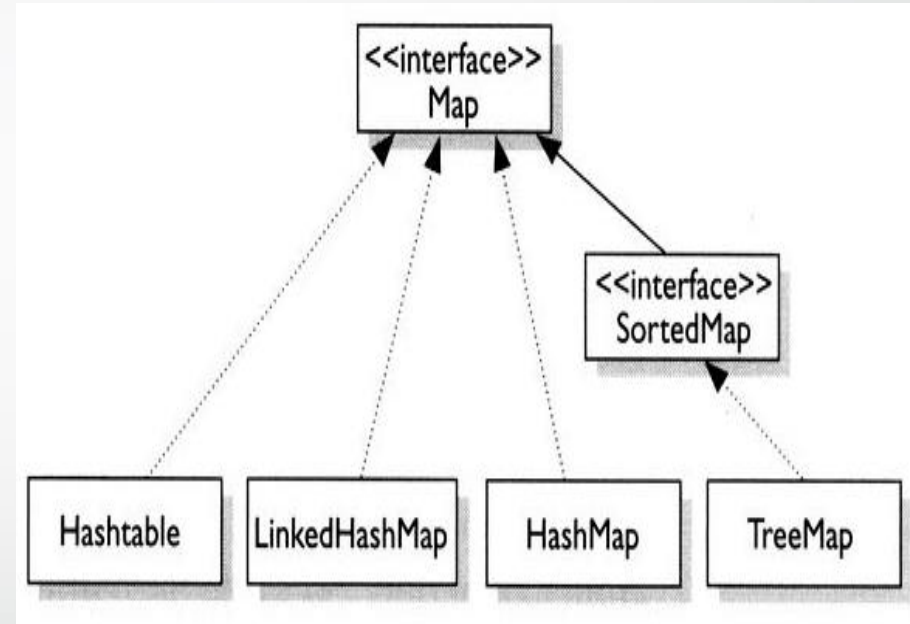 <<interface>>
Map
<<interface>>
SortedMap
Hashtable
LinkedHashMap
HashMap
TreeMap